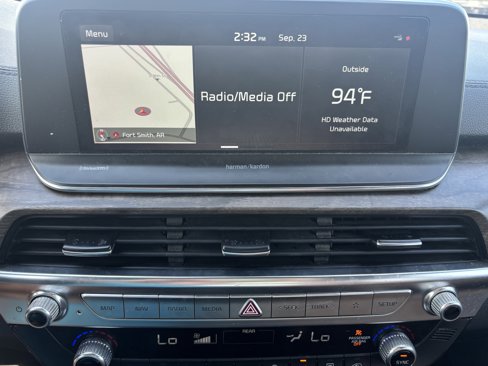 Menu
2:32 PM
Sep. 23
Radio/Media Off
Outside
94°F
HD Weather Data
Unavailable
Fort Smith, AR
harman/kardon
MAP
NAV
RADIO
MEDIA
SEEK
TRACK
SETUP
Lo
REAR
Lo
PASSENGER
SYNC